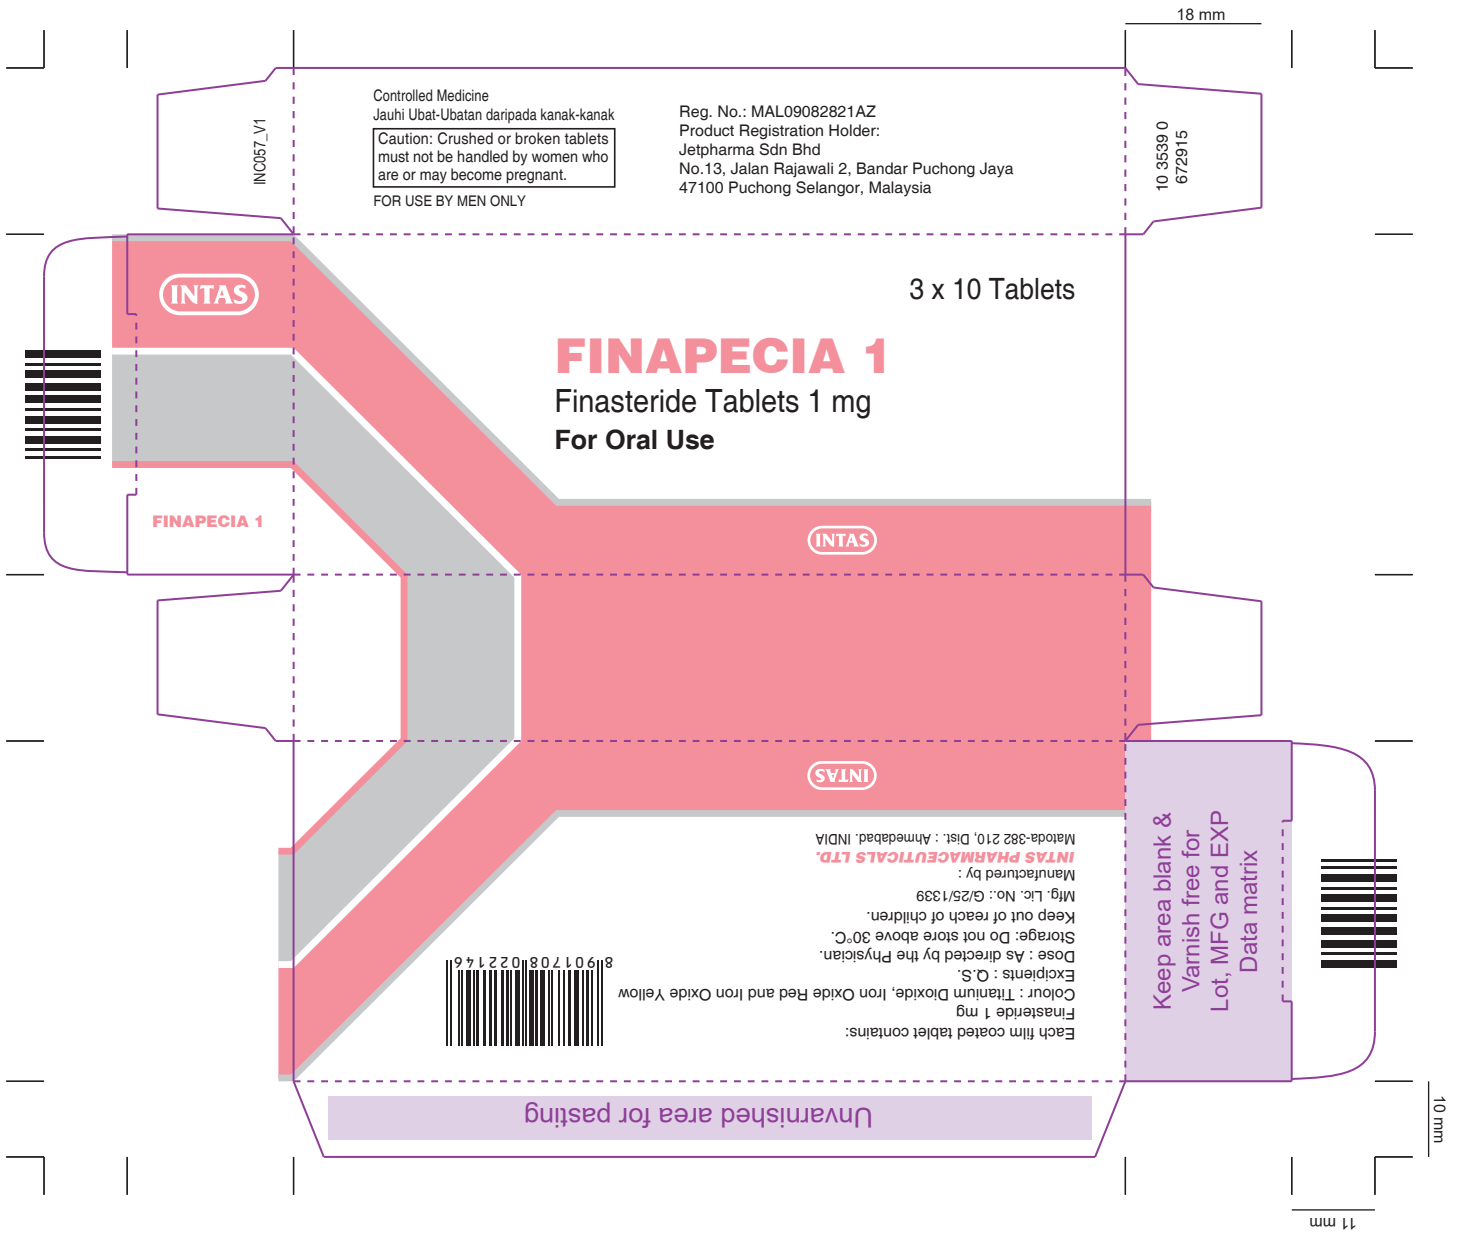 18 mm
INC057_V1
Controlled Medicine
Jauhi Ubat-Ubatan daripada kanak-kanak
Caution: Crushed or broken tablets
must not be handled by women who
are or may become pregnant.
FOR USE BY MEN ONLY
Reg. No.: MAL09082821AZ
Product Registration Holder:
Jetpharma Sdn Bhd
No.13, Jalan Rajawali 2, Bandar Puchong Jaya
47100 Puchong Selangor, Malaysia
10 3539 0
672915
INTAS
3 x 10 Tablets
FINAPECIA 1
Finasteride Tablets 1 mg
For Oral Use
FINAPECIA 1
INTAS
INTAS
Each film coated tablet contains:
Finasteride 1 mg
Colour : Titanium Dioxide, Iron Oxide Red and Iron Oxide Yellow
Excipients : Q.S.
Dose : As directed by the Physician.
Storage: Do not store above 30°C.
Keep out of reach of children.
Mfg. Lic. No.: G/25/1339
Manufactured by :
INTAS PHARMACEUTICALS LTD.
Matoda-382 210, Dist. : Ahmedabad. INDIA
8901708022146
Keep area blank &
Varnish free for
Lot, MFG and EXP
Data matrix
Unvarnished area for pasting
10 mm
11 mm